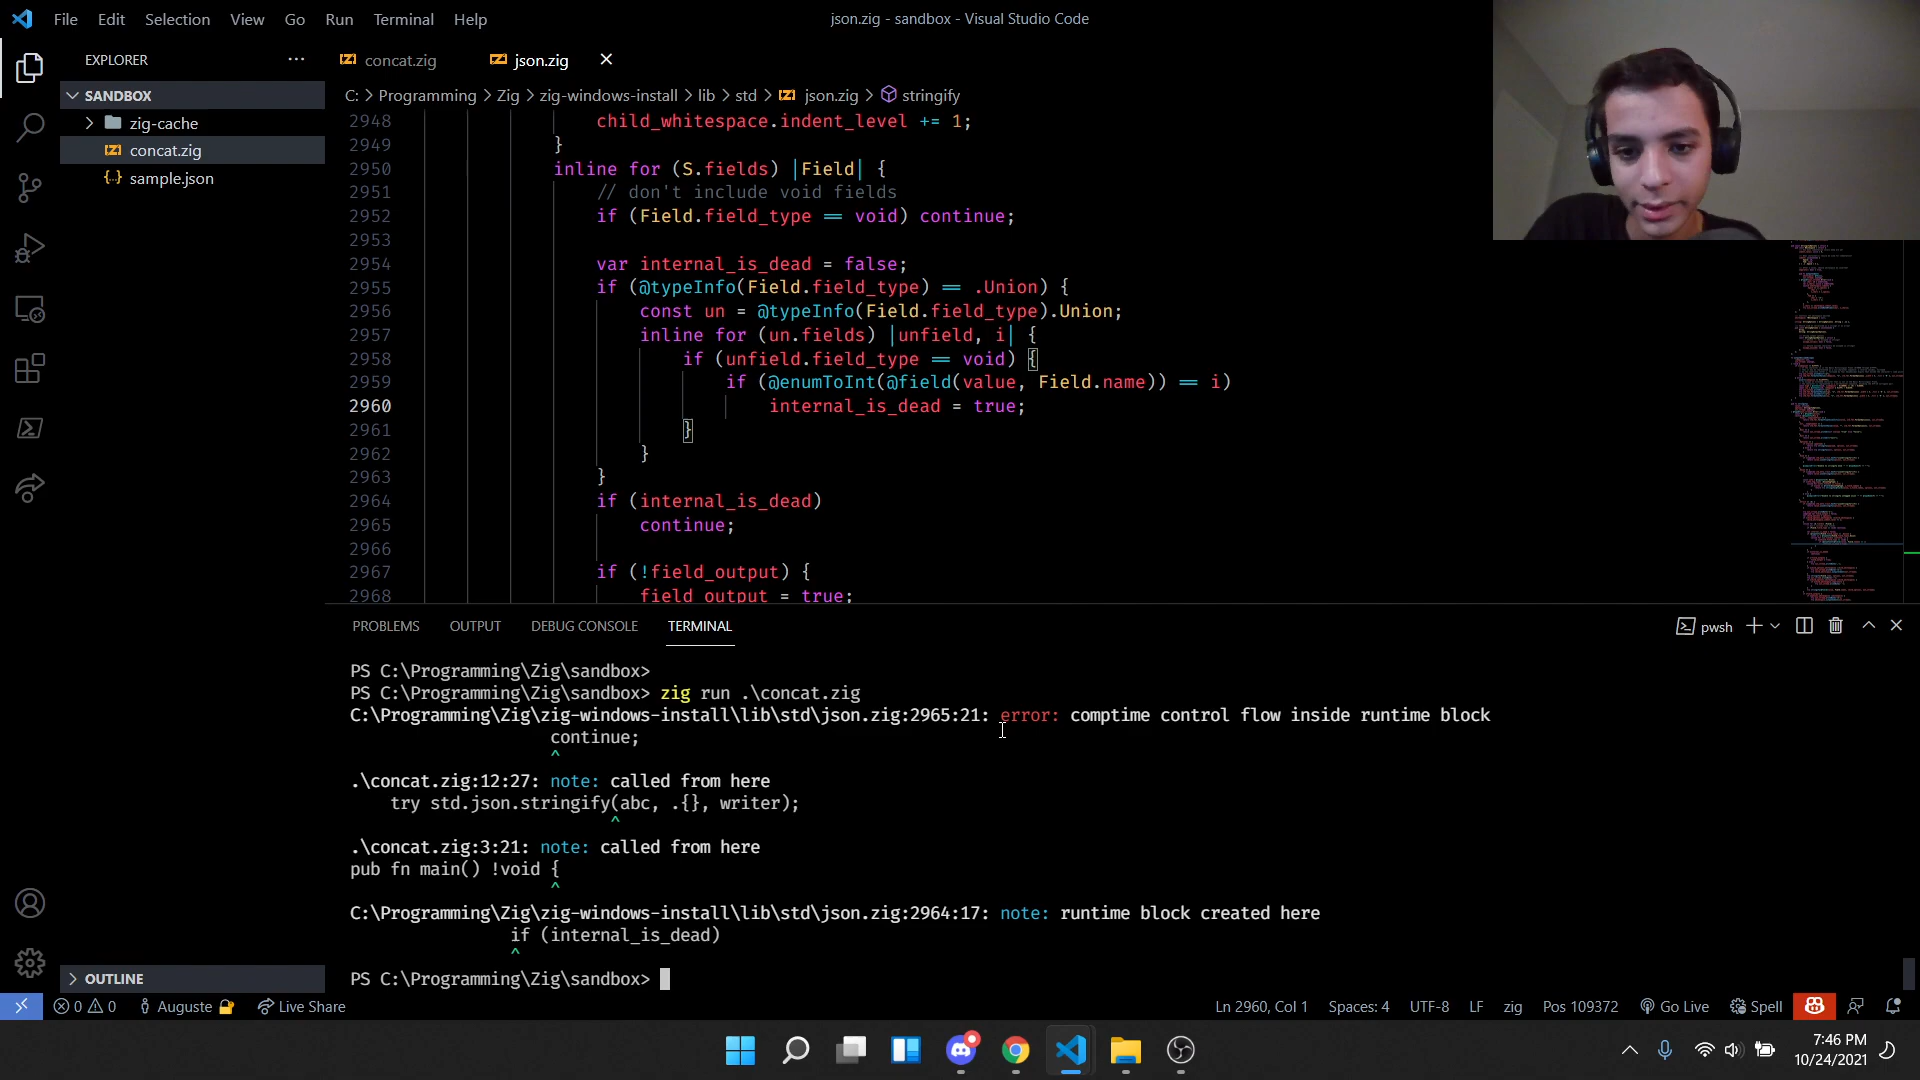 File Edit Selection View Go Run Terminal Help
json.zig - sandbox - Visual Studio Code
EXPLORER
SANDBOX
zig-cache
concat.zig
sample.json
OUTLINE
concat.zig json.zig
C: > Programming > Zig > zig-windows-install > lib > std > json.zig > stringify
2948 child_whitespace.indent_level += 1;
2949 }
2950 inline for (S.fields) |Field| {
2951 // don't include void fields
2952 if (Field.field_type == void) continue;
2953
2954 var internal_is_dead = false;
2955 if (@typeInfo(Field.field_type) == .Union) {
2956 const un = @typeInfo(Field.field_type).Union;
2957 inline for (un.fields) |unfield, i| {
2958 if (unfield.field_type == void) {
2959 if (@enumToInt(@field(value, Field.name)) == i)
2960 internal_is_dead = true;
2961 }
2962 }
2963 }
2964 if (internal_is_dead)
2965 continue;
2966
2967 if (!field_output) {
2968 field_output = true;
PROBLEMS OUTPUT DEBUG CONSOLE TERMINAL
pwsh
PS C:\Programming\Zig\sandbox>
PS C:\Programming\Zig\sandbox> zig run .\concat.zig
C:\Programming\Zig\zig-windows-install\lib\std\json.zig:2965:21: error: comptime control flow inside runtime block
continue;
^
.\concat.zig:12:27: note: called from here
try std.json.stringify(abc, .{}, writer);
^
.\concat.zig:3:21: note: called from here
pub fn main() !void {
^
C:\Programming\Zig\zig-windows-install\lib\std\json.zig:2964:17: note: runtime block created here
if (internal_is_dead)
^
PS C:\Programming\Zig\sandbox>
0 0 Auguste Live Share
Ln 2960, Col 1 Spaces: 4 UTF-8 LF zig Pos 109372 Go Live Spell
7:46 PM
10/24/2021